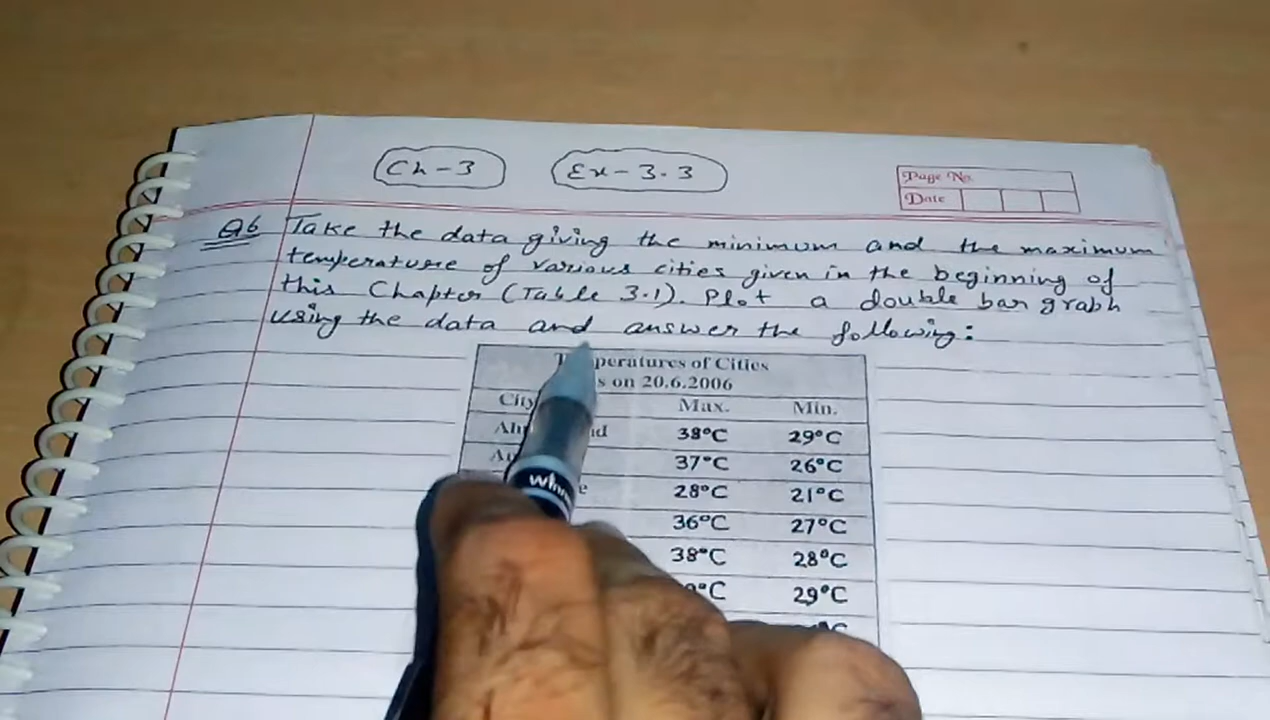 Ch-3 Ex-3.3
Page No.
Date
Q6 Take the data giving the minimum and the maximum
temperature of various cities given in the beginning of
this Chapter (Table 3.1). Plot a double bar graph
using the data and answer the following:
of Cities
on 20.6.2006
City Max. Min.
38°C 29°C
37°C 26°C
28°C 21°C
36°C 27°C
38°C 28°C
29°C